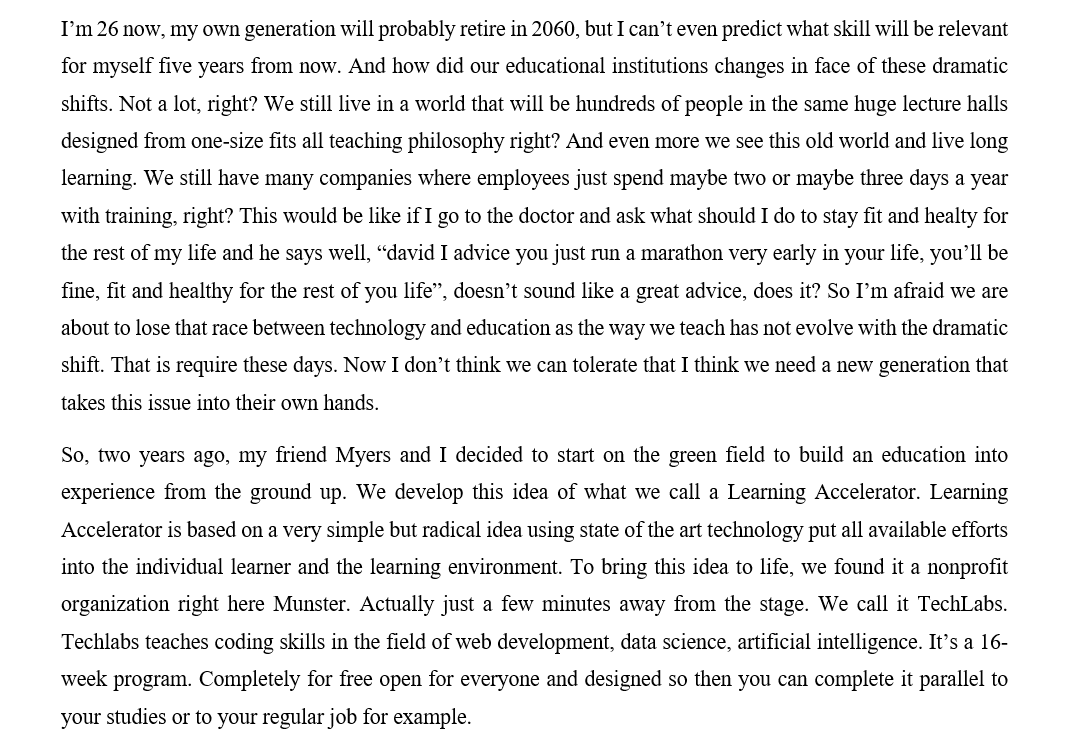 I’m 26 now, my own generation will probably retire in 2060, but I can’t even predict what skill will be relevant
for myself five years from now. And how did our educational institutions changes in face of these dramatic
shifts. Not a lot, right? We still live in a world that will be hundreds of people in the same huge lecture halls
designed from one-size fits all teaching philosophy right? And even more we see this old world and live long
learning. We still have many companies where employees just spend maybe two or maybe three days a year
with training, right? This would be like if I go to the doctor and ask what should I do to stay fit and healty for
the rest of my life and he says well, “david I advice you just run a marathon very early in your life, you’ll be
fine, fit and healthy for the rest of you life”, doesn’t sound like a great advice, does it? So I’m afraid we are
about to lose that race between technology and education as the way we teach has not evolve with the dramatic
shift. That is require these days. Now I don’t think we can tolerate that I think we need a new generation that
takes this issue into their own hands.
So, two years ago, my friend Myers and I decided to start on the green field to build an education into
experience from the ground up. We develop this idea of what we call a Learning Accelerator. Learning
Accelerator is based on a very simple but radical idea using state of the art technology put all available efforts
into the individual learner and the learning environment. To bring this idea to life, we found it a nonprofit
organization right here Munster. Actually just a few minutes away from the stage. We call it TechLabs.
Techlabs teaches coding skills in the field of web development, data science, artificial intelligence. It’s a 16-
week program. Completely for free open for everyone and designed so then you can complete it parallel to
your studies or to your regular job for example.